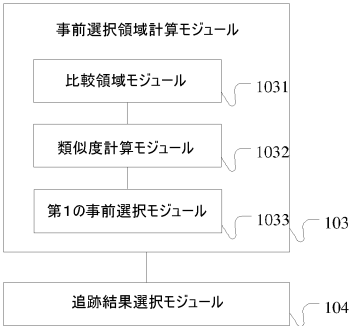 事前選択領域計算モジュール
比較領域モジュール
1031
類似度計算モジュール
1032
第1の事前選択モジュール
1033
103
追跡結果選択モジュール
104